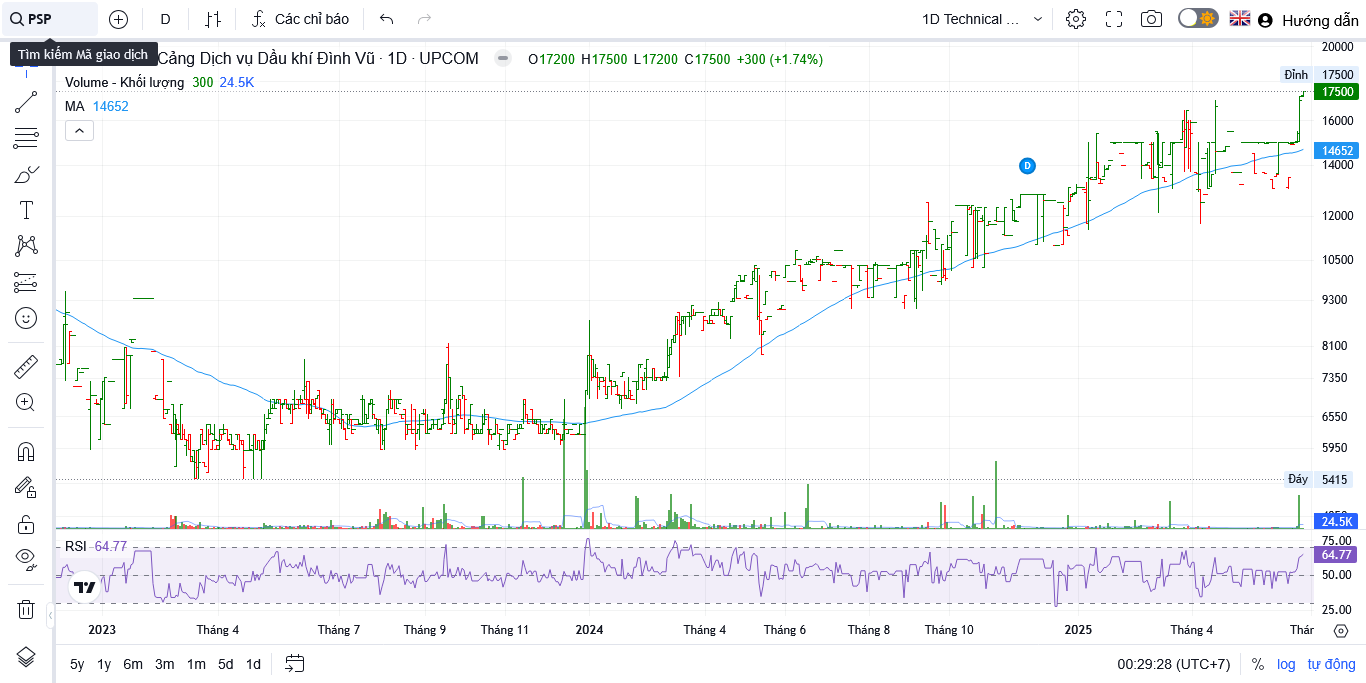 PSP
D
Các chỉ báo
1D Technical ...
Hướng dẫn
Tìm kiếm Mã giao dịch
Cảng Dịch vụ Dầu khí Đình Vũ · 1D · UPCOM
O17200 H17500 L17200 C17500 +300 (+1.74%)
Volume - Khối lượng 300 24.5K
MA 14652
20000
Đỉnh 17500
17500
16000
14652
14000
12000
10500
9300
8100
7350
6550
5950
Đáy 5415
24.5K
D
RSI 64.77
75.00
64.77
50.00
25.00
2023 Tháng 4 Tháng 7 Tháng 9 Tháng 11 2024 Tháng 4 Tháng 6 Tháng 8 Tháng 10 2025 Tháng 4 Thár
5y 1y 6m 3m 1m 5d 1d
00:29:28 (UTC+7) % log tự động